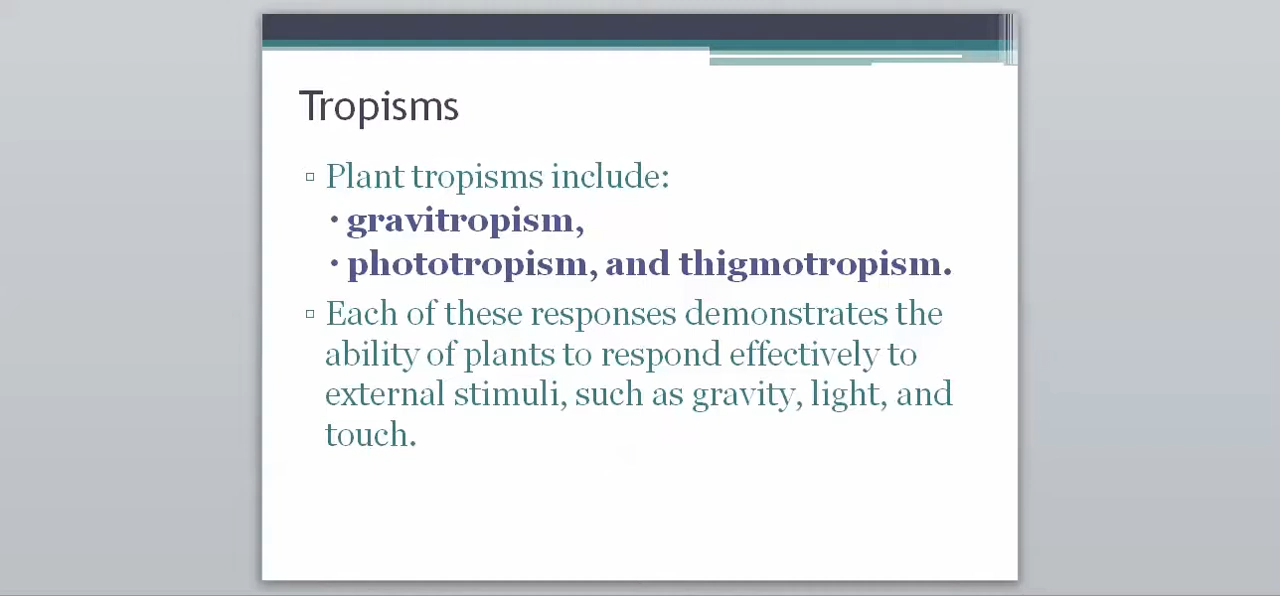 Tropisms
▫ Plant tropisms include:
• gravitropism,
• phototropism, and thigmotropism.
▫ Each of these responses demonstrates the
ability of plants to respond effectively to
external stimuli, such as gravity, light, and
touch.